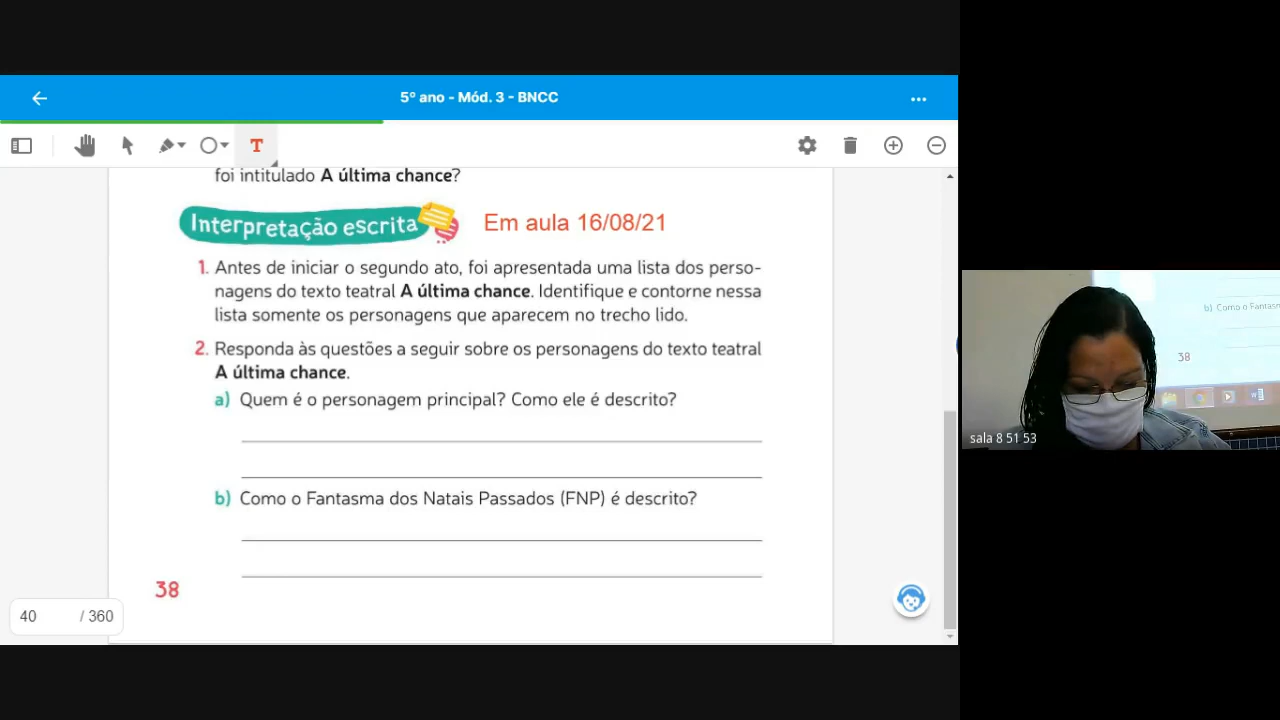 5º ano - Mód. 3 - BNCC
T
foi intitulado A última chance?
Interpretação escrita
Em aula 16/08/21
1. Antes de iniciar o segundo ato, foi apresentada uma lista dos perso-
nagens do texto teatral A última chance. Identifique e contorne nessa
lista somente os personagens que aparecem no trecho lido.
2. Responda às questões a seguir sobre os personagens do texto teatral
A última chance.
a) Quem é o personagem principal? Como ele é descrito?
b) Como o Fantasma dos Natais Passados (FNP) é descrito?
38
40 / 360
b) Como o Fantasm
38
sala 8 51 53